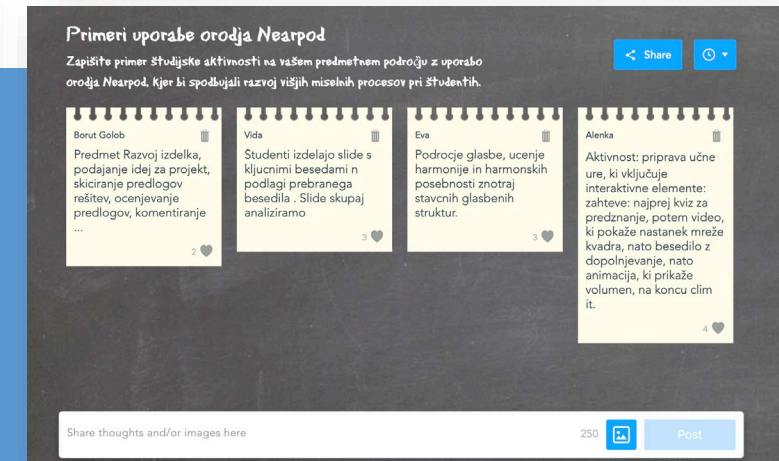 Primeri uporabe orodja Nearpod
Zapišite primer študijske aktivnosti na vašem predmetnem področju z uporabo
orodja Nearpod, kjer bi spodbujali razvoj višjih miselnih procesov pri študentih.
Share
Borut Golob
Predmet Razvoj izdelka,
podajanje idej za projekt,
skiciranje predlogov
rešitev, ocenjevanje
predlogov, komentiranje
...
2
Vida
Študenti izdelajo slide s
kljucnimi besedami n
podlagi prebranega
besedila . Slide skupaj
analiziramo
3
Eva
Podrocje glasbe, ucenje
harmonije in harmonskih
posebnosti znotraj
stavcnih glasbenih
struktur.
3
Alenka
Aktivnost: priprava učne
ure, ki vključuje
interaktivne elemente:
zahteve: najprej kviz za
predznanje, potem video,
ki pokaže nastanek mreže
kvadra, nato besedilo z
dopolnjevanje, nato
animacija, ki prikaže
volumen, na koncu clim
it.
4
Share thoughts and/or images here
250
Post